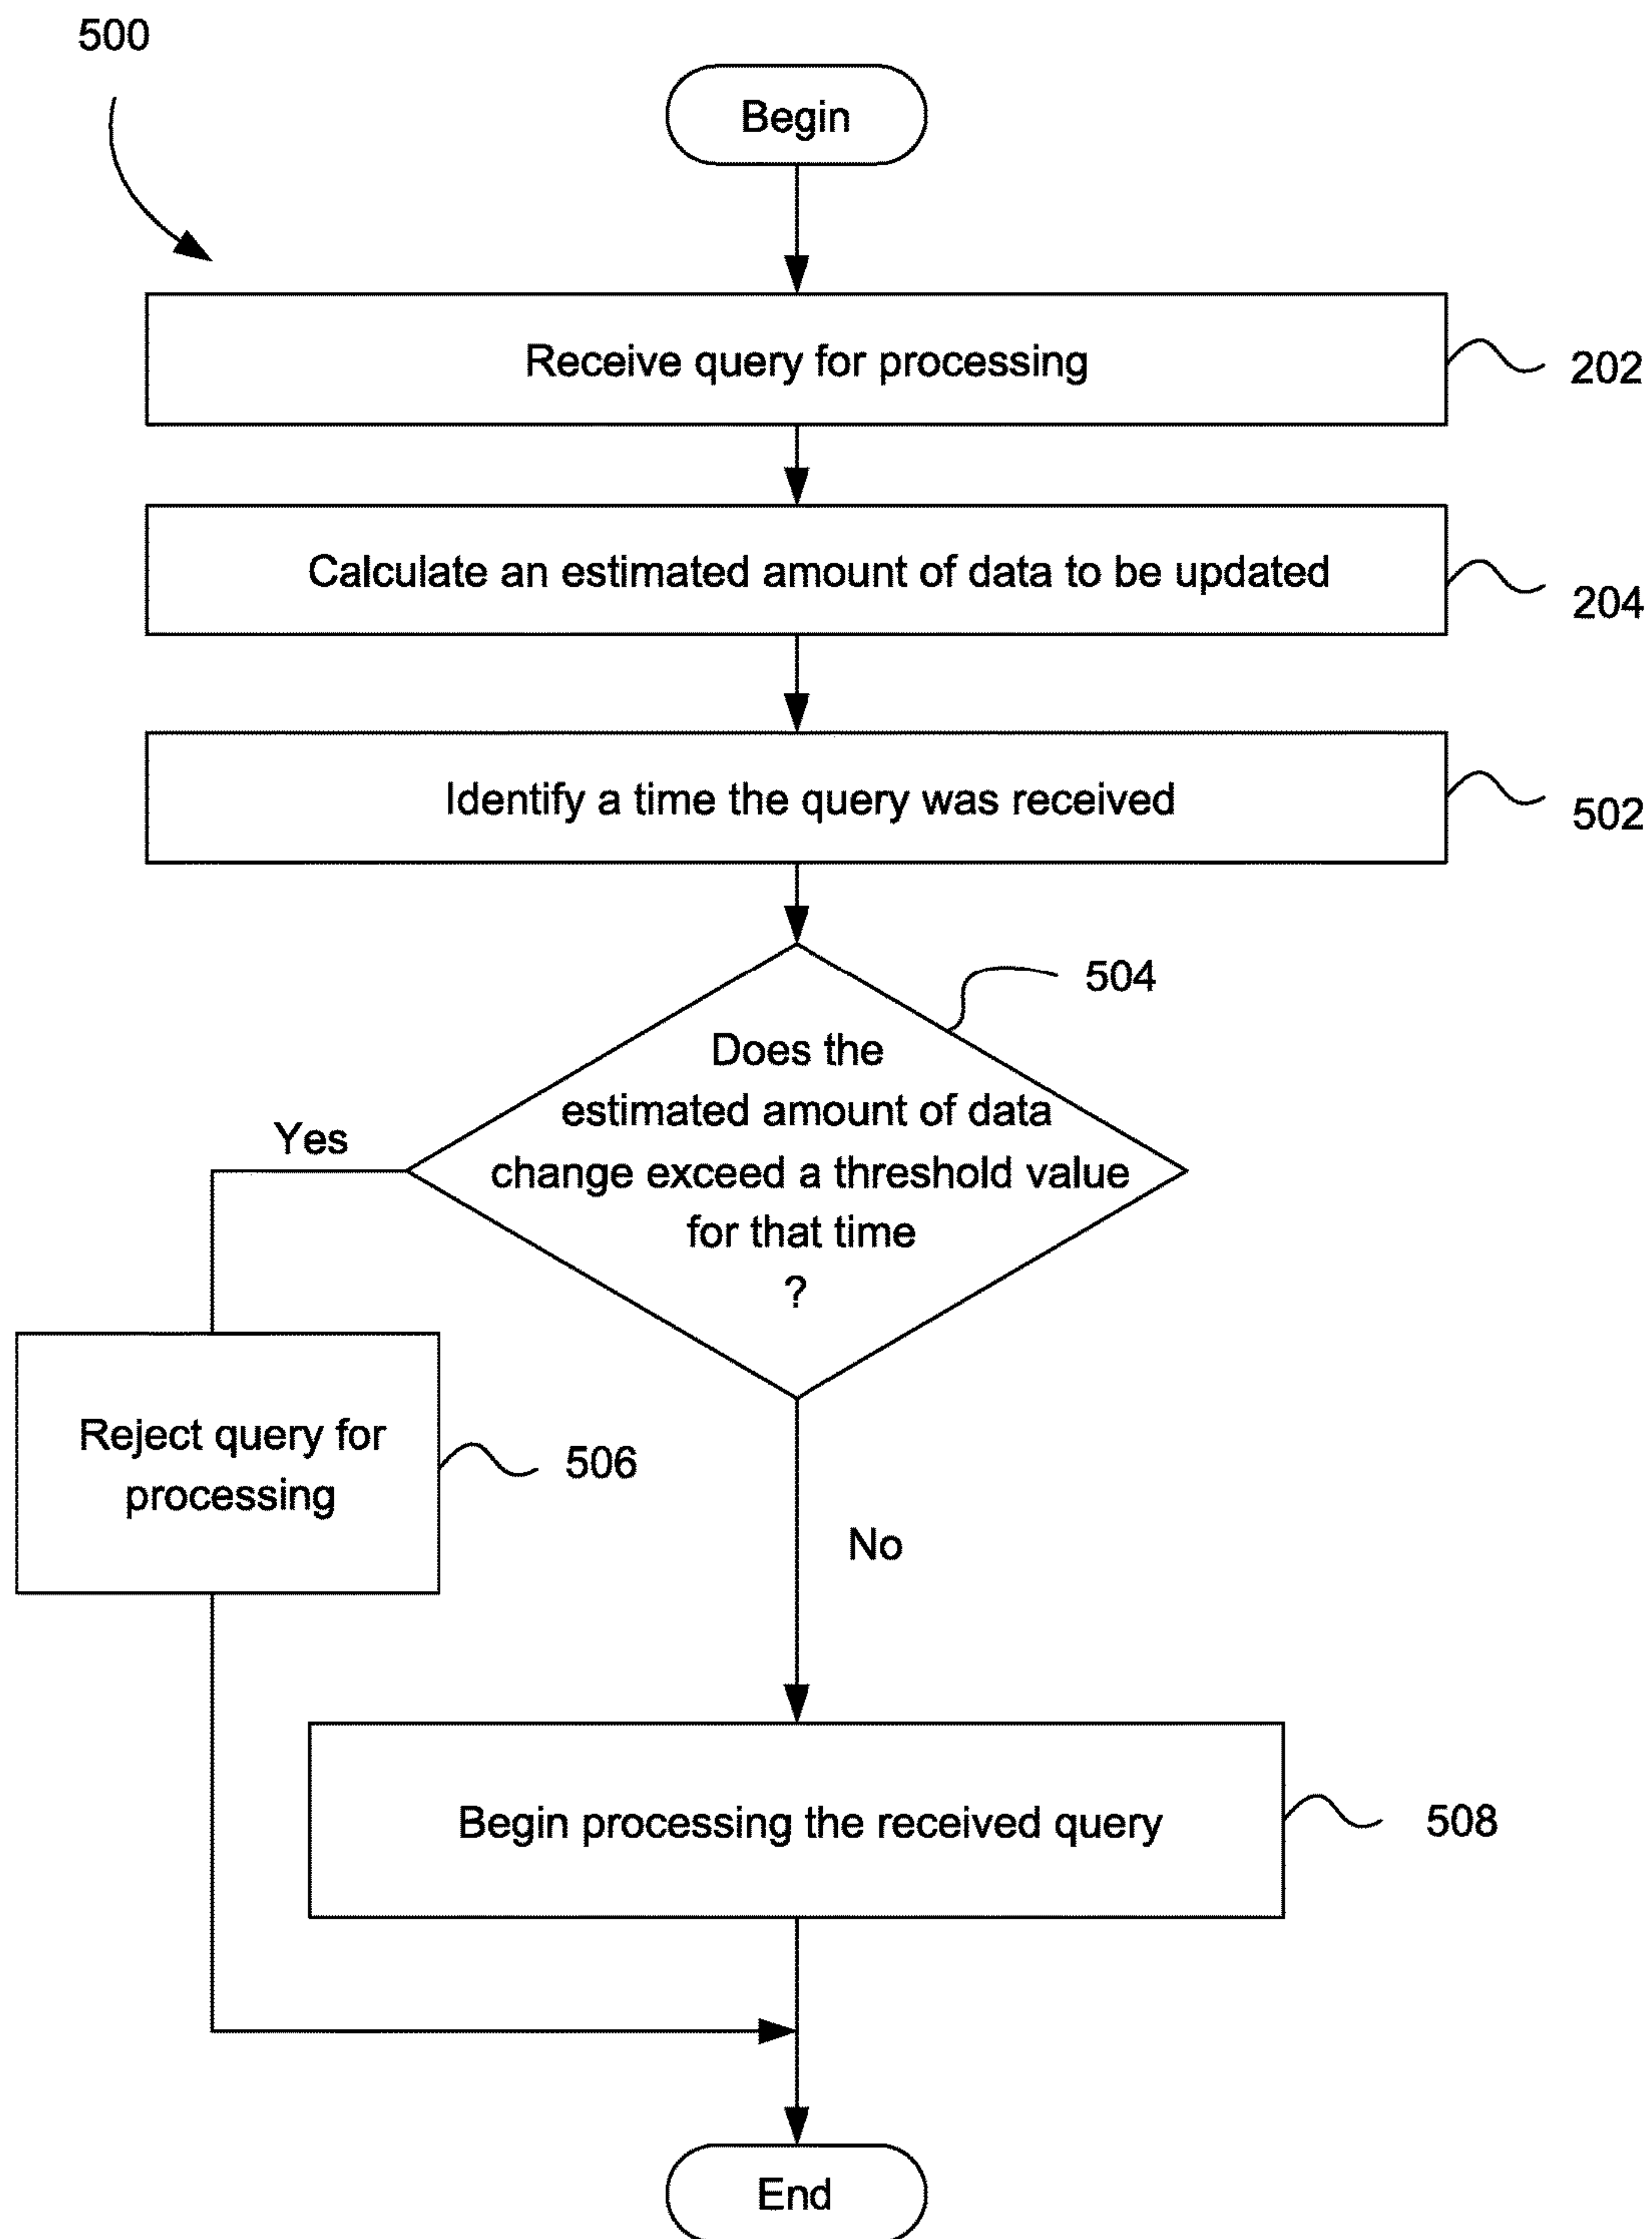 500
Begin
Receive query for processing
202
Calculate an estimated amount of data to be updated
204
Identify a time the query was received
502
504
Does the
estimated amount of data
change exceed a threshold value
for that time
?
Yes
Reject query for
processing
506
No
Begin processing the received query
508
End